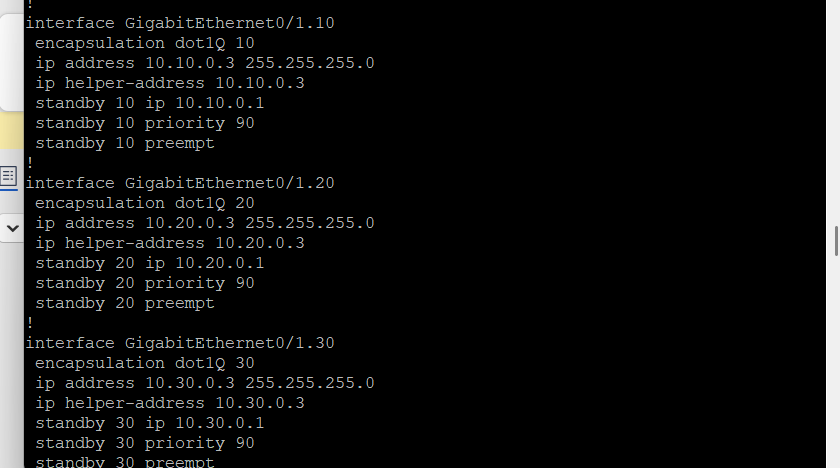 !
interface GigabitEthernet0/1.10
encapsulation dot1Q 10
ip address 10.10.0.3 255.255.255.0
ip helper-address 10.10.0.3
standby 10 ip 10.10.0.1
standby 10 priority 90
standby 10 preempt
!
interface GigabitEthernet0/1.20
encapsulation dot1Q 20
ip address 10.20.0.3 255.255.255.0
ip helper-address 10.20.0.3
standby 20 ip 10.20.0.1
standby 20 priority 90
standby 20 preempt
!
interface GigabitEthernet0/1.30
encapsulation dot1Q 30
ip address 10.30.0.3 255.255.255.0
ip helper-address 10.30.0.3
standby 30 ip 10.30.0.1
standby 30 priority 90
standby 30 preempt